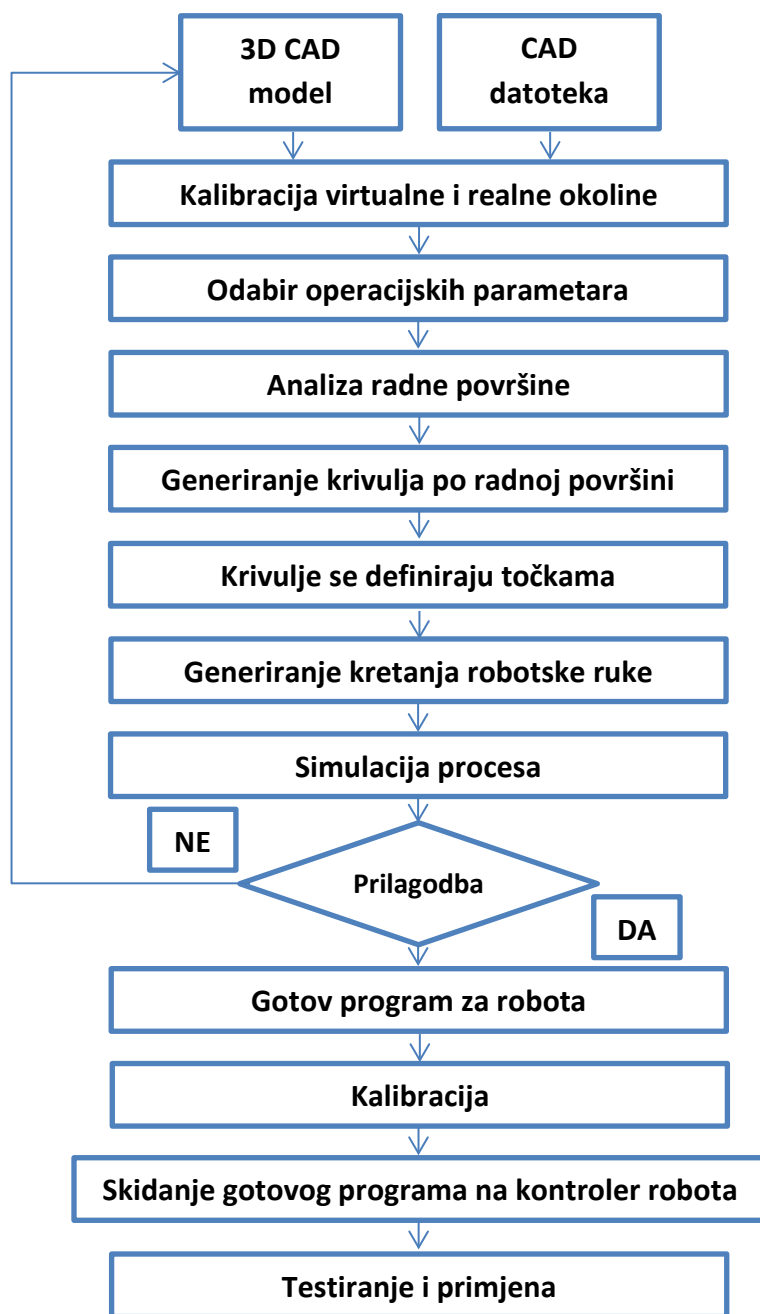 3D CAD
model
CAD
datoteka
Kalibracija virtualne i realne okoline
Odabir operacijskih parametara
Analiza radne površine
Generiranje krivulja po radnoj površini
Krivulje se definiraju točkama
Generiranje kretanja robotske ruke
Simulacija procesa
NE
Prilagodba
DA
Gotov program za robota
Kalibracija
Skidanje gotovog programa na kontroler robota
Testiranje i primjena